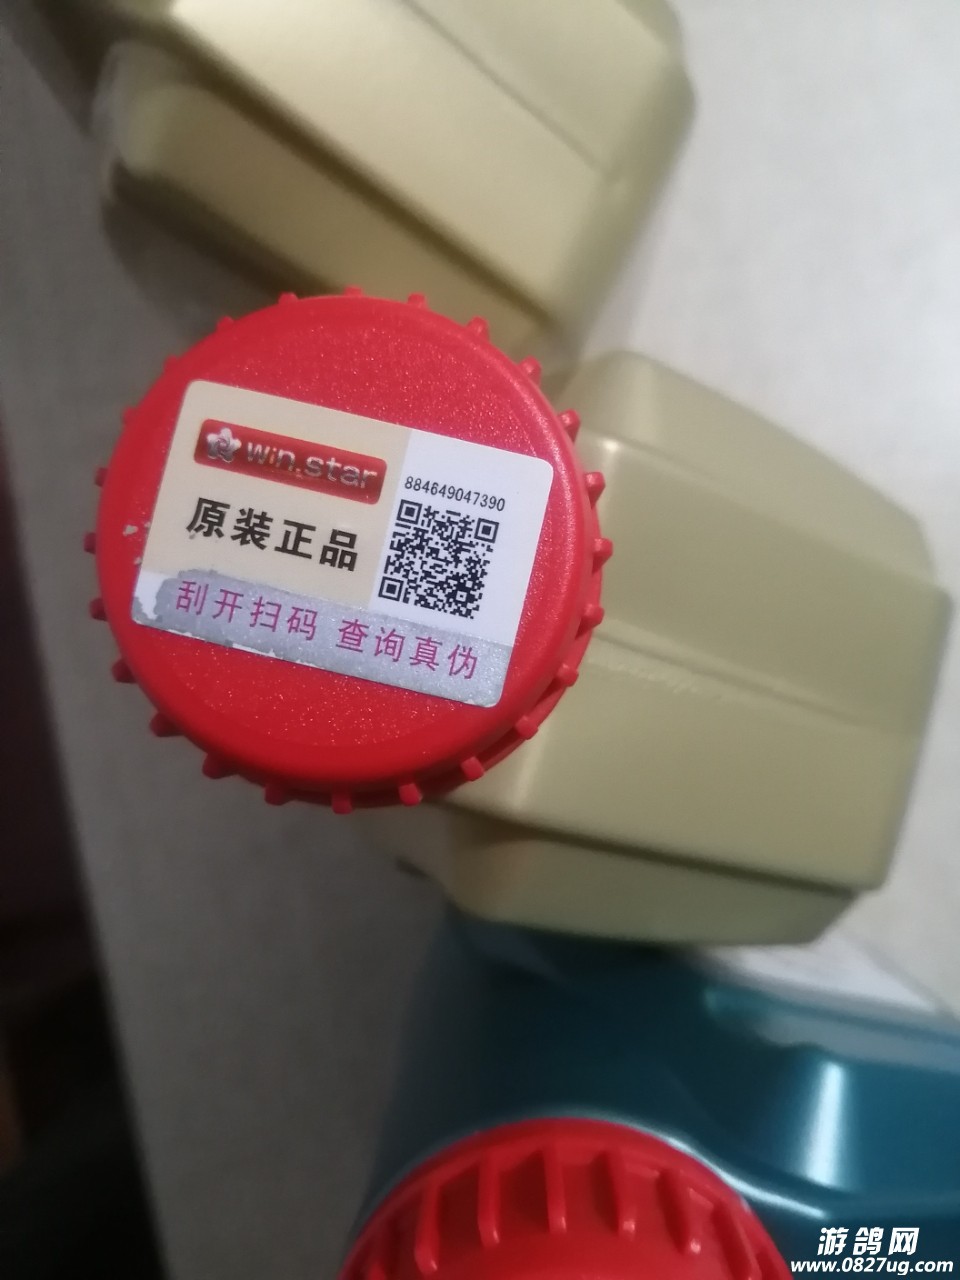 win.star
原装正品
884649047390
刮开扫码 查询真伪
游鸽网
www.0827ug.com